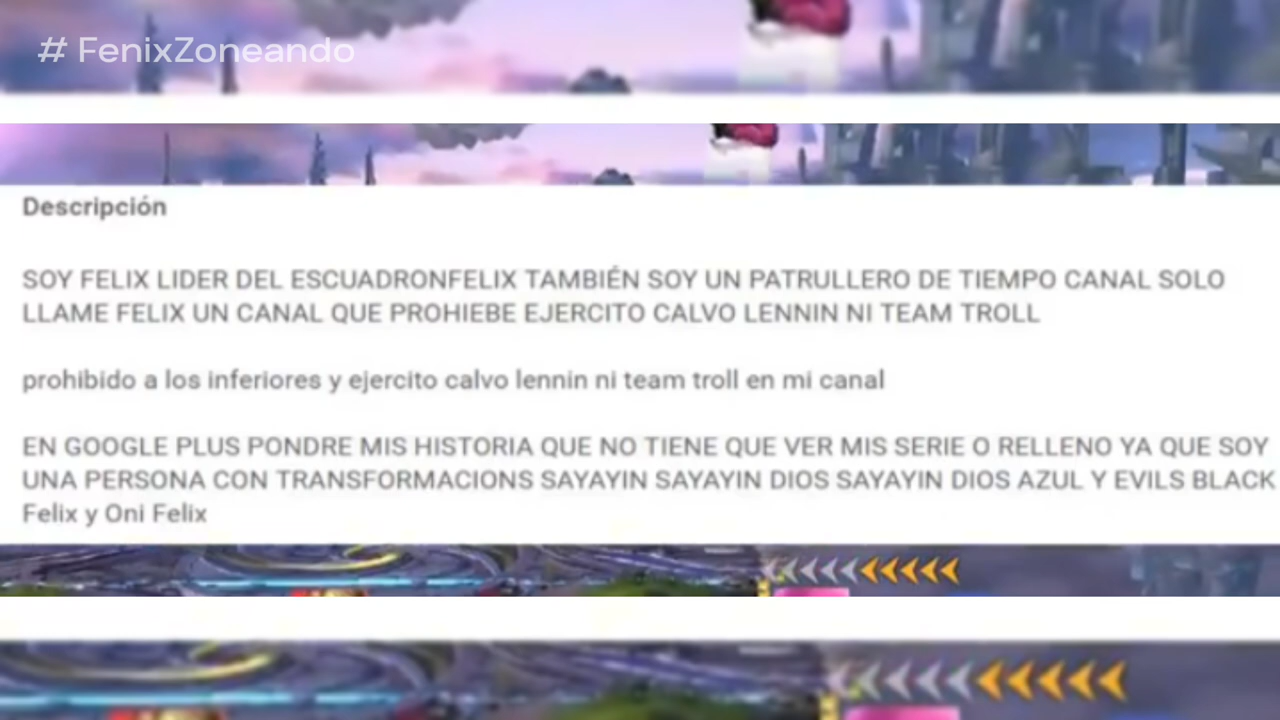 # FenixZoneando
Descripción
SOY FELIX LIDER DEL ESCUADRONFELIX TAMBIÉN SOY UN PATRULLERO DE TIEMPO CANAL SOLO
LLAME FELIX UN CANAL QUE PROHIEBE EJERCITO CALVO LENNIN NI TEAM TROLL
prohibido a los inferiores y ejercito calvo lennin ni team troll en mi canal
EN GOOGLE PLUS PONDRE MIS HISTORIA QUE NO TIENE QUE VER MIS SERIE O RELLENO YA QUE SOY
UNA PERSONA CON TRANSFORMACIONS SAYAYIN SAYAYIN DIOS SAYAYIN DIOS AZUL Y EVILS BLACK
Felix y Oni Felix